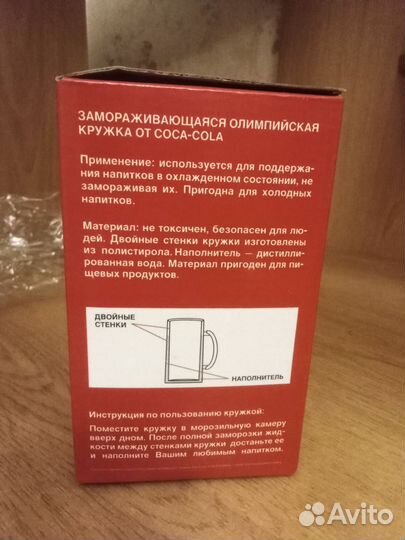 ЗАМОРАЖИВАЮЩАЯСЯ ОЛИМПИЙСКАЯ
КРУЖКА ОТ COCA-COLA
Применение: используется для поддержа-
ния напитков в охлажденном состоянии, не
замораживая их. Пригодна для холодных
напитков.
Материал: не токсичен, безопасен для лю-
дей. Двойные стенки кружки изготовлены
из полистирола. Наполнитель — дистилли-
рованная вода. Материал пригоден для пи-
щевых продуктов.
ДВОЙНЫЕ
СТЕНКИ
НАПОЛНИТЕЛЬ
Инструкция по пользованию кружкой:
Поместите кружку в морозильную камеру
вверх дном. После полной заморозки жид-
кости между стенками кружки достаньте ее
и наполните Вашим любимым напитком.
Avito